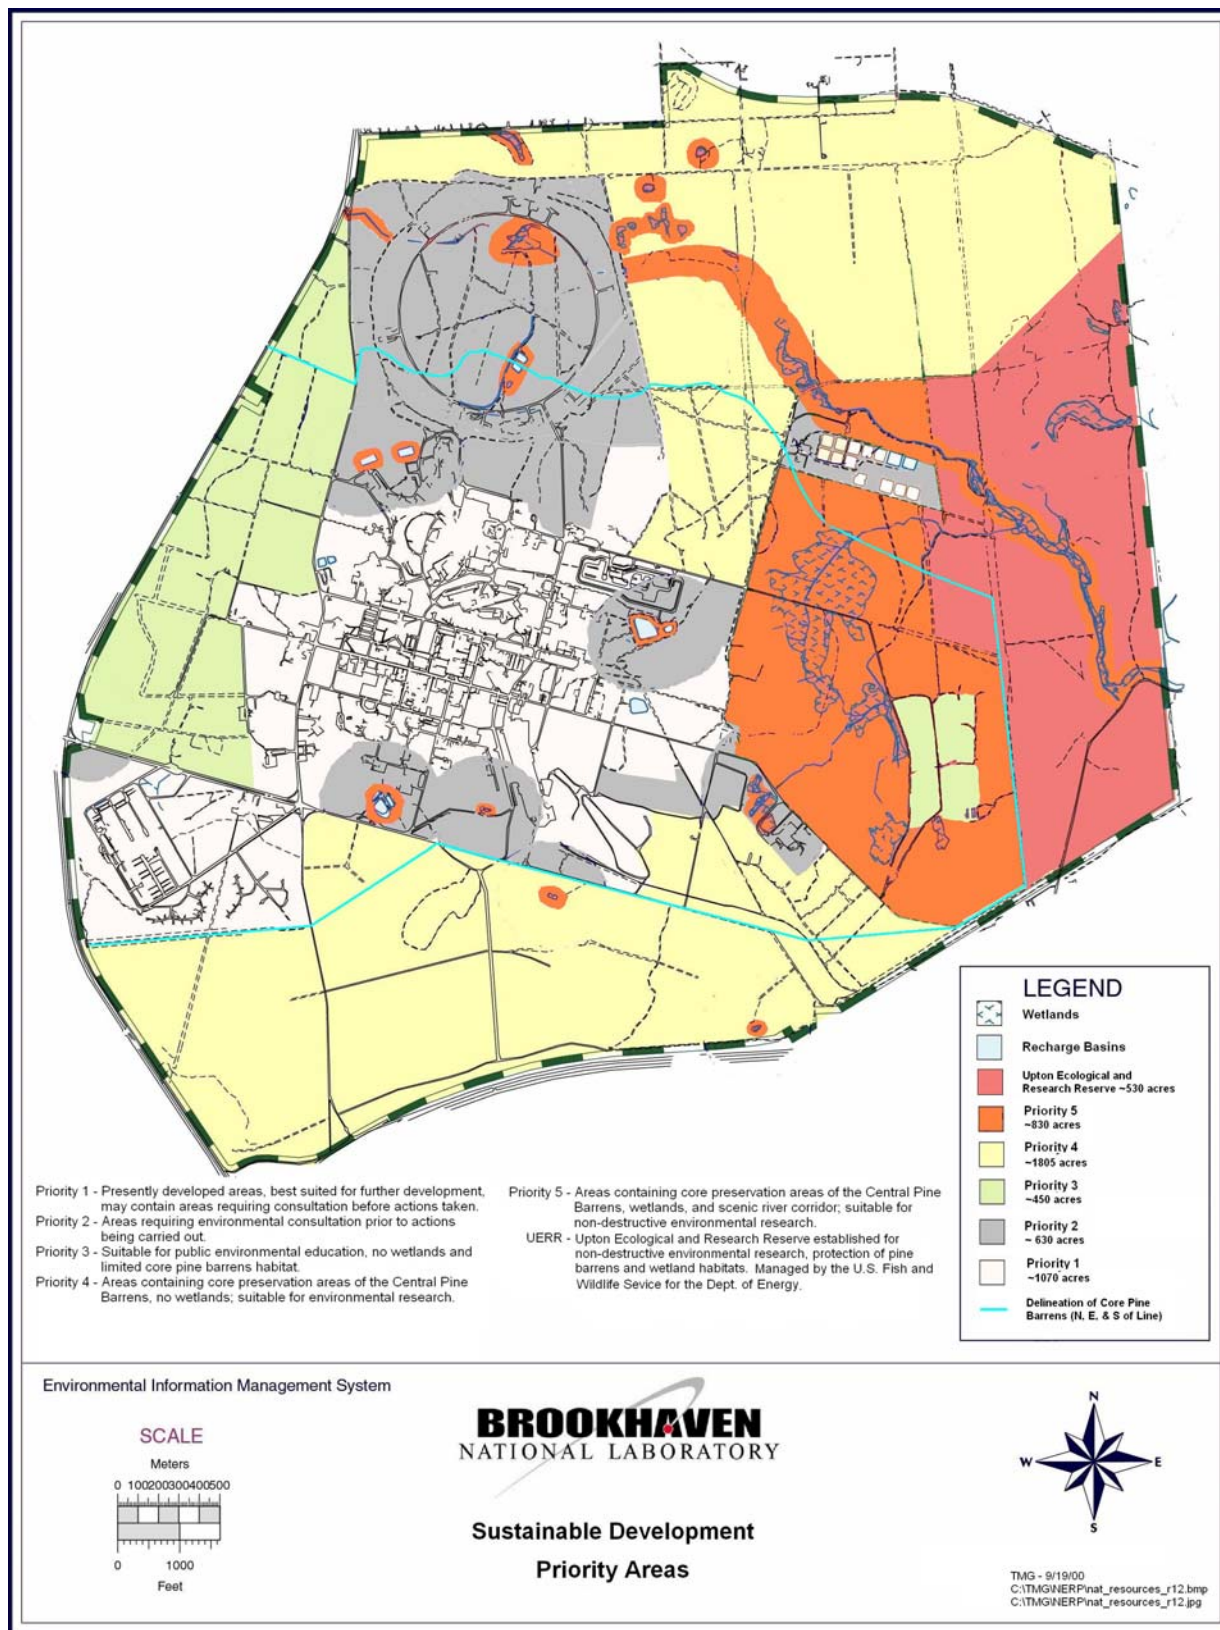 LEGEND
Wetlands
Recharge Basins
Upton Ecological and
Research Reserve ~530 acres
Priority 5
~830 acres
Priority 4
~1805 acres
Priority 3
~450 acres
Priority 2
~ 630 acres
Priority 1
~1070 acres
Delineation of Core Pine
Barrens (N, E, & S of Line)
Priority 1 - Presently developed areas, best suited for further development,
may contain areas requiring consultation before actions taken.
Priority 2 - Areas requiring environmental consultation prior to actions
being carried out.
Priority 3 - Suitable for public environmental education, no wetlands and
limited core pine barrens habitat.
Priority 4 - Areas containing core preservation areas of the Central Pine
Barrens, no wetlands; suitable for environmental research.
Priority 5 - Areas containing core preservation areas of the Central Pine
Barrens, wetlands, and scenic river corridor; suitable for
non-destructive environmental research.
UERR - Upton Ecological and Research Reserve established for
non-destructive environmental research, protection of pine
barrens and wetland habitats. Managed by the U.S. Fish and
Wildlife Sevice for the Dept. of Energy.
Environmental Information Management System
SCALE
Meters
0 100200300400500
0 1000
Feet
BROOKHAVEN
NATIONAL LABORATORY
Sustainable Development
Priority Areas
N
W E
S
TMG - 9/19/00
C:\TMG\NERP\nat_resources_r12.bmp
C:\TMG\NERP\nat_resources_r12.jpg